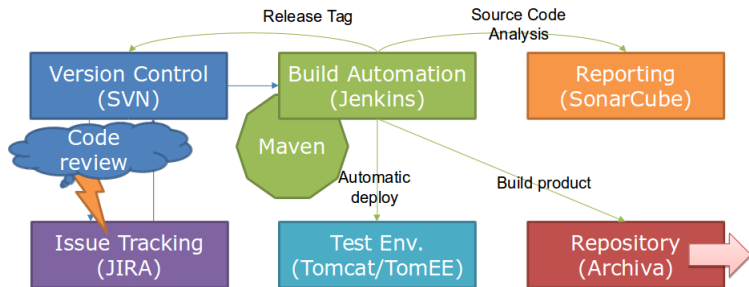 Release Tag
Source Code
Analysis
Version Control
(SVN)
Build Automation
(Jenkins)
Reporting
(SonarCube)
Code
review
Maven
Automatic
deploy
Build product
Issue Tracking
(JIRA)
Test Env.
(Tomcat/TomEE)
Repository
(Archiva)